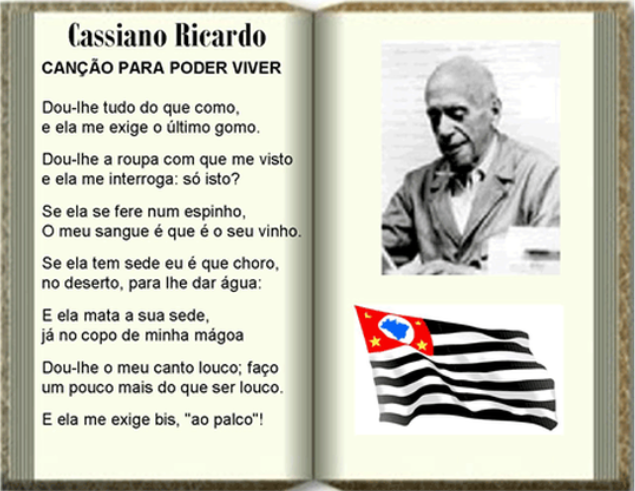 Cassiano Ricardo
CANÇÃO PARA PODER VIVER
Dou-lhe tudo do que como,
e ela me exige o último gomo.
Dou-lhe a roupa com que me visto
e ela me interroga: só isto?
Se ela se fere num espinho,
O meu sangue é que é o seu vinho.
Se ela tem sede eu é que choro,
no deserto, para lhe dar água:
E ela mata a sua sede,
já no copo de minha mágoa
Dou-lhe o meu canto louco; faço
um pouco mais do que ser louco.
E ela me exige bis, "ao palco"!